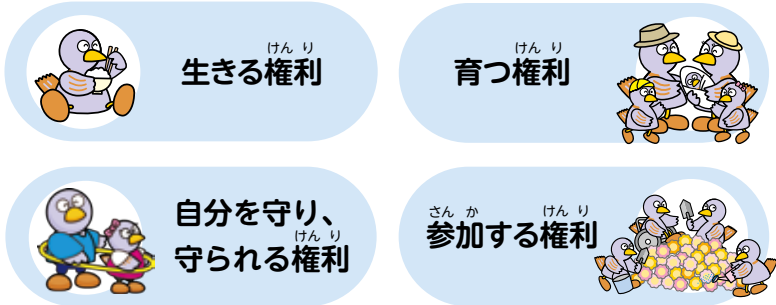 けん り
生きる権利
けん り
育つ権利
自分を守り、
けん り
守られる権利
さん か けん り
参加する権利